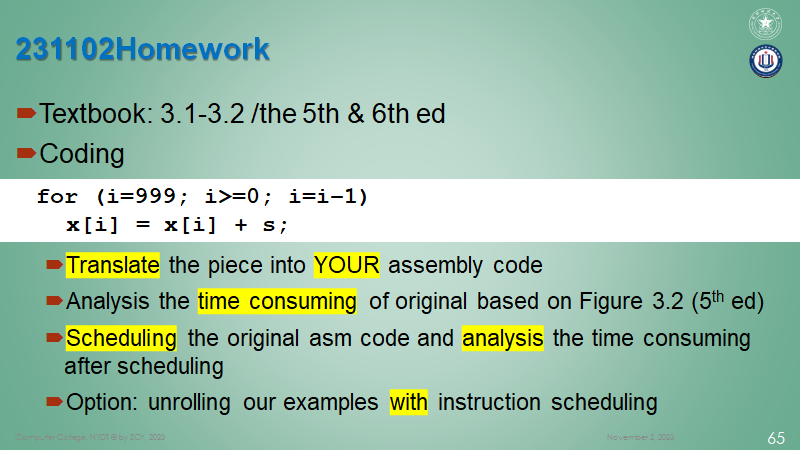 231102Homework
Textbook: 3.1-3.2 /the 5th & 6th ed
Coding
for (i=999; i>=0; i=i–1)
x[i] = x[i] + s;
Translate the piece into YOUR assembly code
Analysis the time consuming of original based on Figure 3.2 (5th ed)
Scheduling the original asm code and analysis the time consuming
after scheduling
Option: unrolling our examples with instruction scheduling
Computer College, NYDT © by ZCY, 2023
November 2, 2023
65